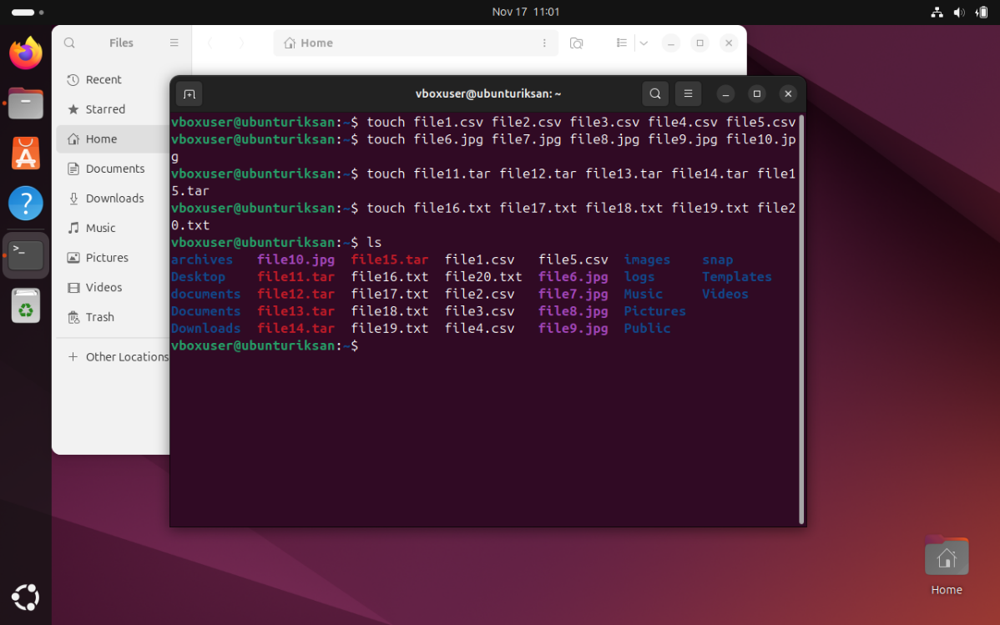 Nov 17 11:01
Files
Home
Recent
Starred
Home
Documents
Downloads
Music
Pictures
Videos
Trash
Other Locations
vboxuser@ubunturiksan: ~
vboxuser@ubunturiksan:~$ touch file1.csv file2.csv file3.csv file4.csv file5.csv
vboxuser@ubunturiksan:~$ touch file6.jpg file7.jpg file8.jpg file9.jpg file10.jp
g
vboxuser@ubunturiksan:~$ touch file11.tar file12.tar file13.tar file14.tar file1
5.tar
vboxuser@ubunturiksan:~$ touch file16.txt file17.txt file18.txt file19.txt file2
0.txt
vboxuser@ubunturiksan:~$ ls
archives file10.jpg file15.tar file1.csv file5.csv images snap
Desktop file11.tar file16.txt file20.txt file6.jpg logs Templates
documents file12.tar file17.txt file2.csv file7.jpg Music Videos
Documents file13.tar file18.txt file3.csv file8.jpg Pictures
Downloads file14.tar file19.txt file4.csv file9.jpg Public
vboxuser@ubunturiksan:~$
Home